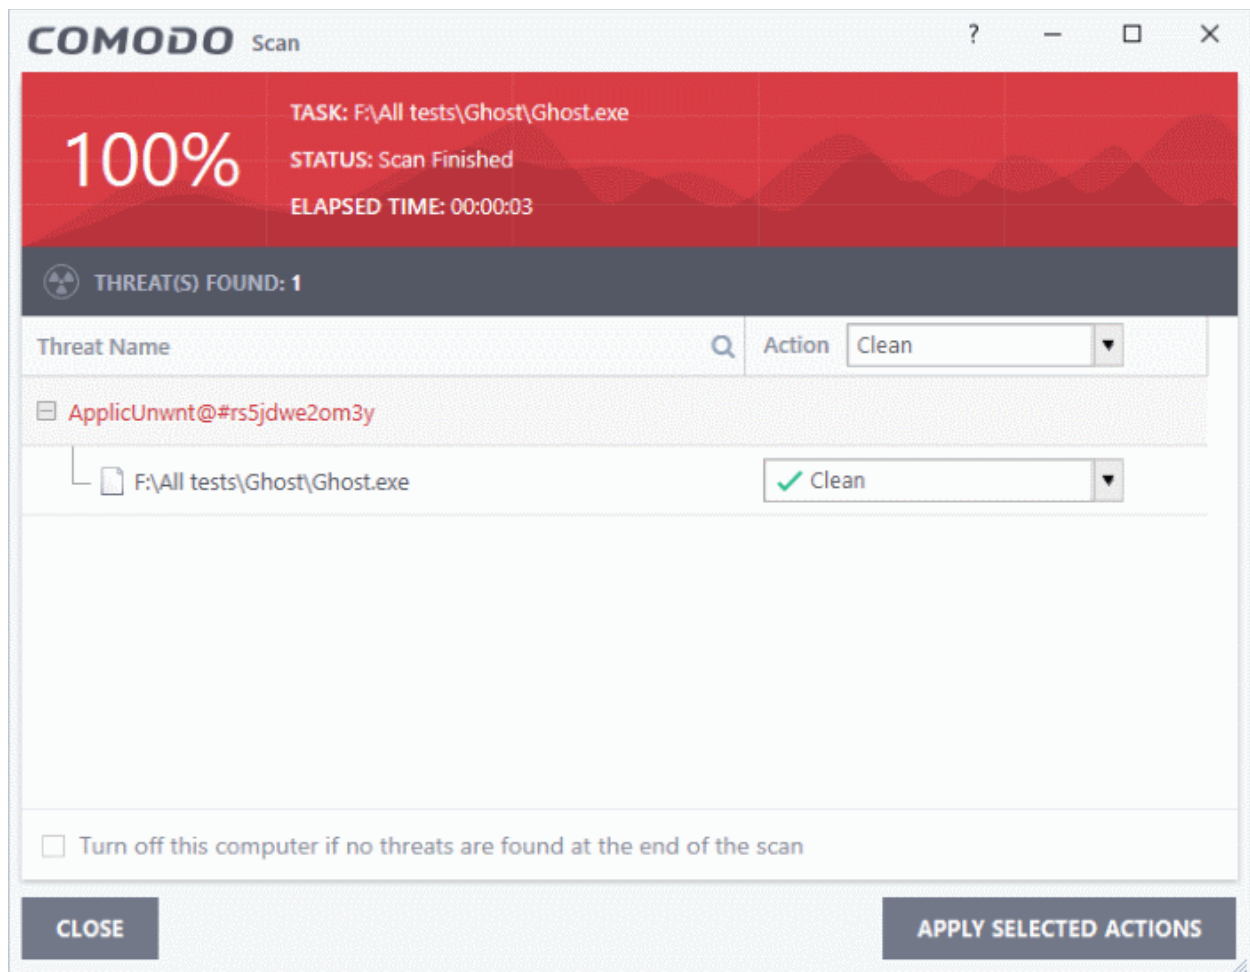 COMODO Scan ?
100%
TASK: F:\All tests\Ghost\Ghost.exe
STATUS: Scan Finished
ELAPSED TIME: 00:00:03
THREAT(S) FOUND: 1
Threat Name Action Clean
ApplicUnwnt@#rs5jdwe2om3y
F:\All tests\Ghost\Ghost.exe Clean
Turn off this computer if no threats are found at the end of the scan
CLOSE APPLY SELECTED ACTIONS